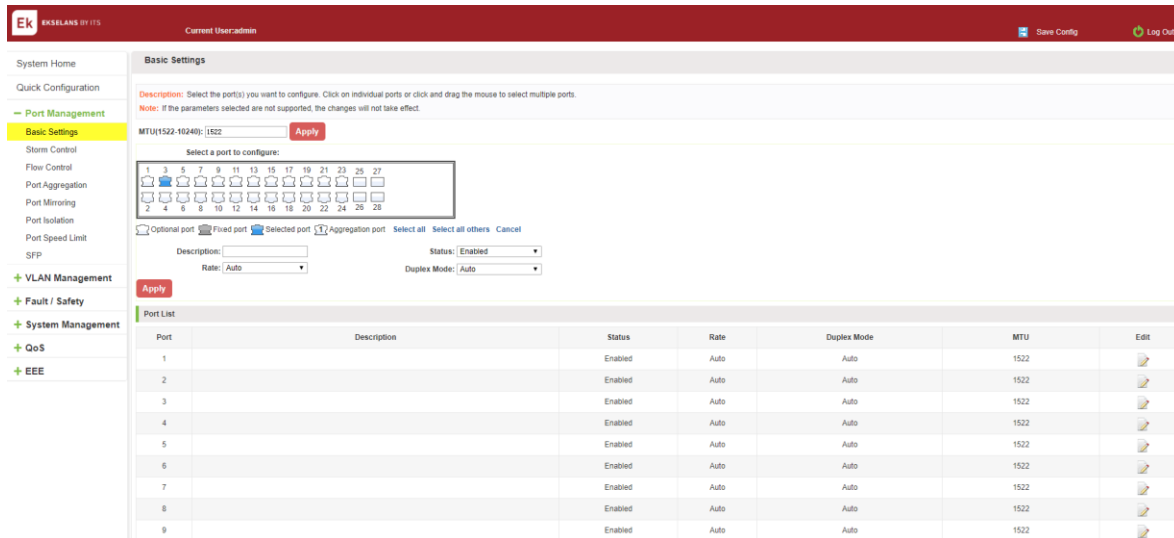 Ek EKSELANS BY ITS
Current User:admin
Save Config
Log Out
System Home
Quick Configuration
Port Management
Basic Settings
Storm Control
Flow Control
Port Aggregation
Port Mirroring
Port Isolation
Port Speed Limit
SFP
VLAN Management
Fault / Safety
System Management
QoS
EEE
Basic Settings
Description: Select the port(s) you want to configure. Click on individual ports or click and drag the mouse to select multiple ports.
Note: If the parameters selected are not supported, the changes will not take effect.
MTU(1522-10240): 1522 Apply
Select a port to configure:
1 3 5 7 9 11 13 15 17 19 21 23 25 27
2 4 6 8 10 12 14 16 18 20 22 24 26 28
Optional port Fixed port Selected port 1 Aggregation port Select all Select all others Cancel
Description: Status: Enabled
Rate: Auto Duplex Mode: Auto
Apply
Port List
Port Description Status Rate Duplex Mode MTU Edit
1 Enabled Auto Auto 1522
2 Enabled Auto Auto 1522
3 Enabled Auto Auto 1522
4 Enabled Auto Auto 1522
5 Enabled Auto Auto 1522
6 Enabled Auto Auto 1522
7 Enabled Auto Auto 1522
8 Enabled Auto Auto 1522
9 Enabled Auto Auto 1522